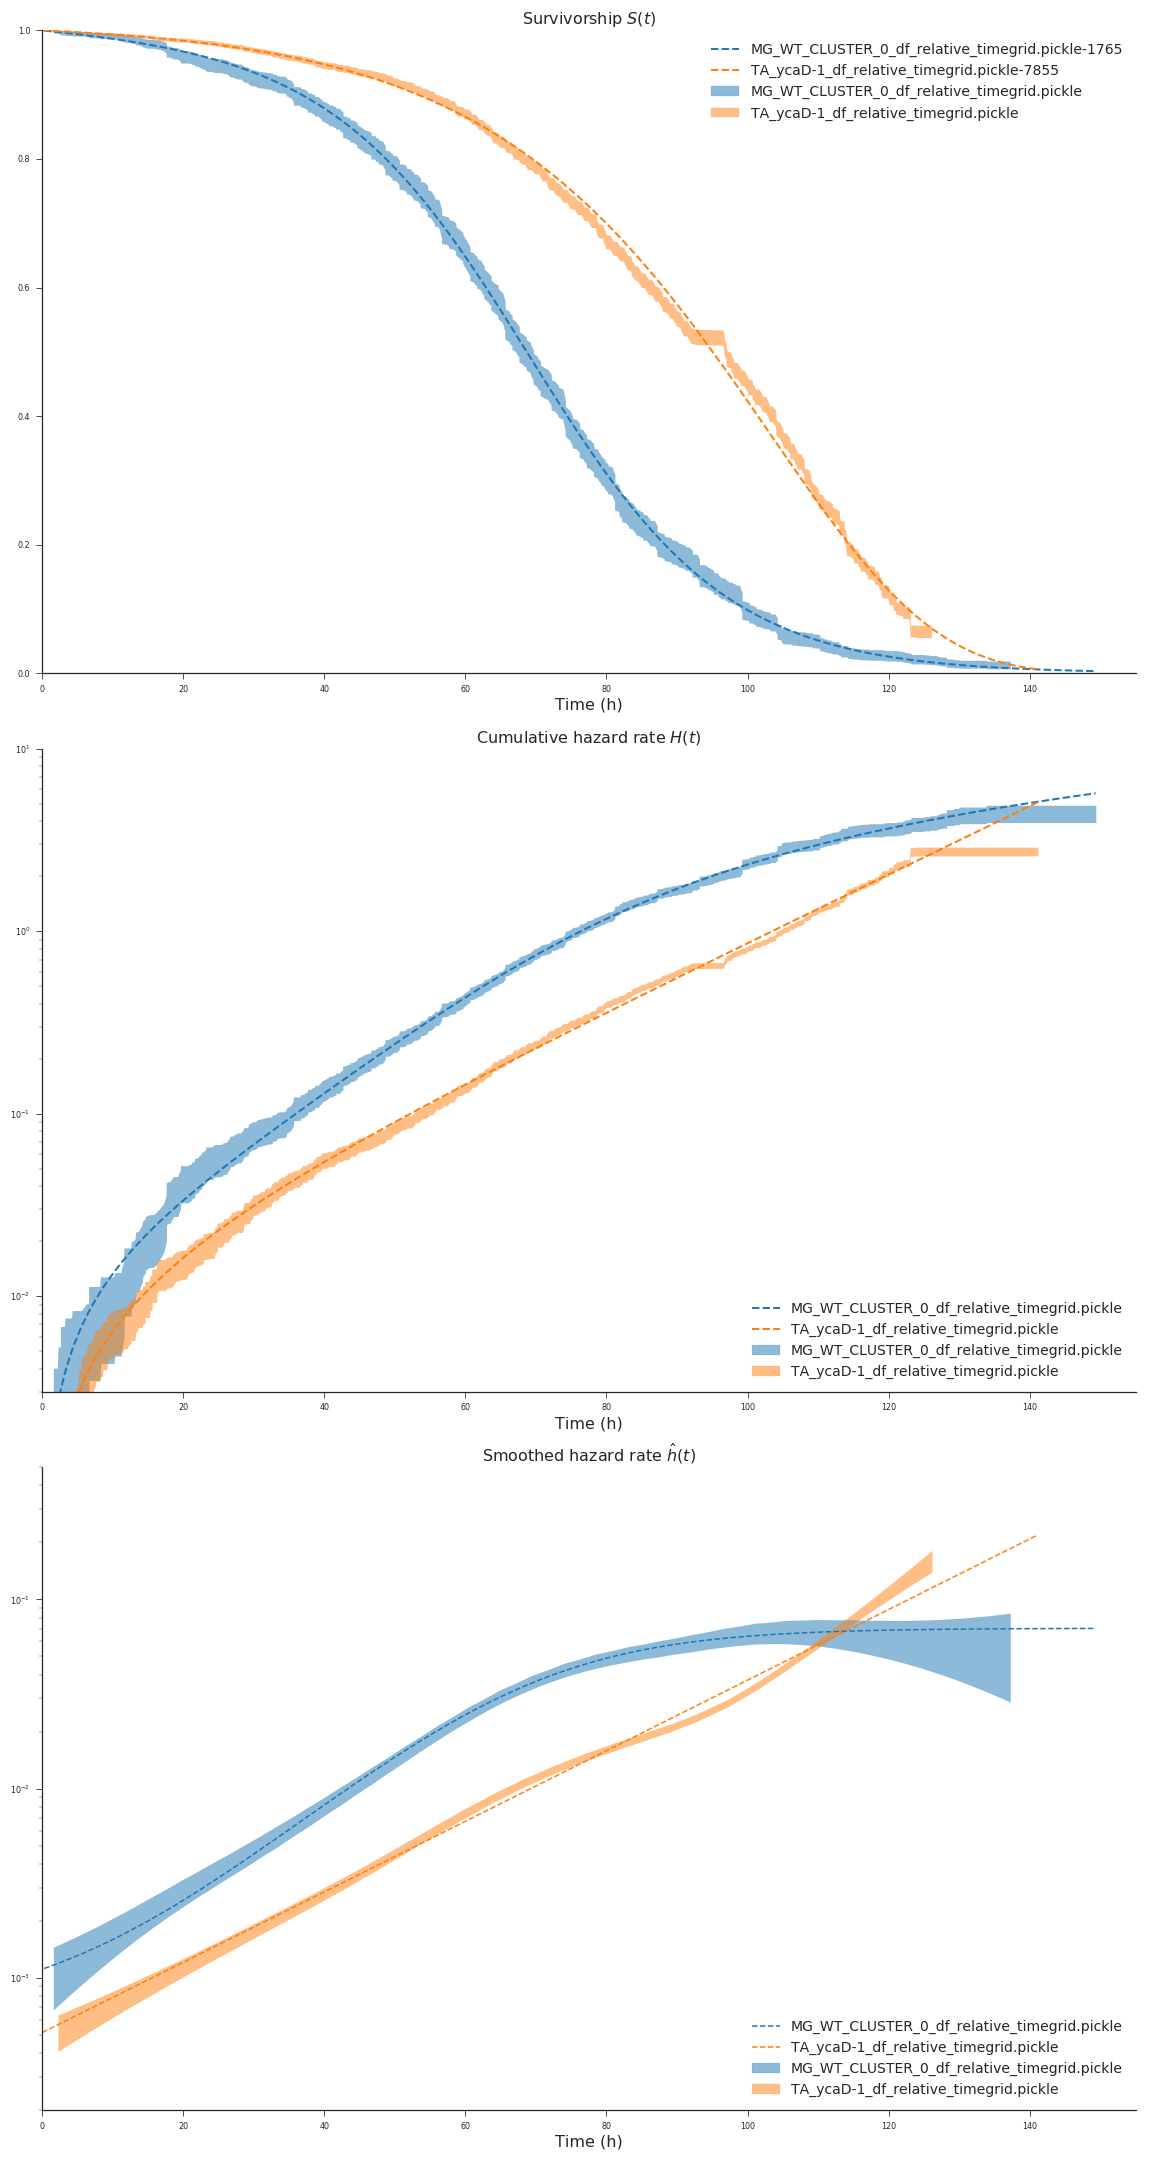 Survivorship S(t)
1.0
MG_WT_CLUSTER_0_df_relative_timegrid.pickle-1765
TA_ycaD-1_df_relative_timegrid.pickle-7855
MG_WT_CLUSTER_0_df_relative_timegrid.pickle
TA_ycaD-1_df_relative_timegrid.pickle
0.8
0.6
0.4
0.2
0.0
0 20 40 60 80 100 120 140
Time (h)
Cumulative hazard rate H(t)
10¹
10⁰
10⁻¹
10⁻²
MG_WT_CLUSTER_0_df_relative_timegrid.pickle
TA_ycaD-1_df_relative_timegrid.pickle
MG_WT_CLUSTER_0_df_relative_timegrid.pickle
TA_ycaD-1_df_relative_timegrid.pickle
0 20 40 60 80 100 120 140
Time (h)
Smoothed hazard rate ĥ(t)
10⁻¹
10⁻²
10⁻³
MG_WT_CLUSTER_0_df_relative_timegrid.pickle
TA_ycaD-1_df_relative_timegrid.pickle
MG_WT_CLUSTER_0_df_relative_timegrid.pickle
TA_ycaD-1_df_relative_timegrid.pickle
0 20 40 60 80 100 120 140
Time (h)